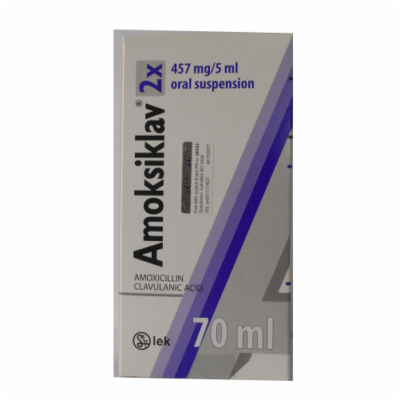 Amoksiklav® 2x
457 mg/5 ml
oral suspension
AMOXICILLIN
CLAVULANIC ACID
lek
70 ml